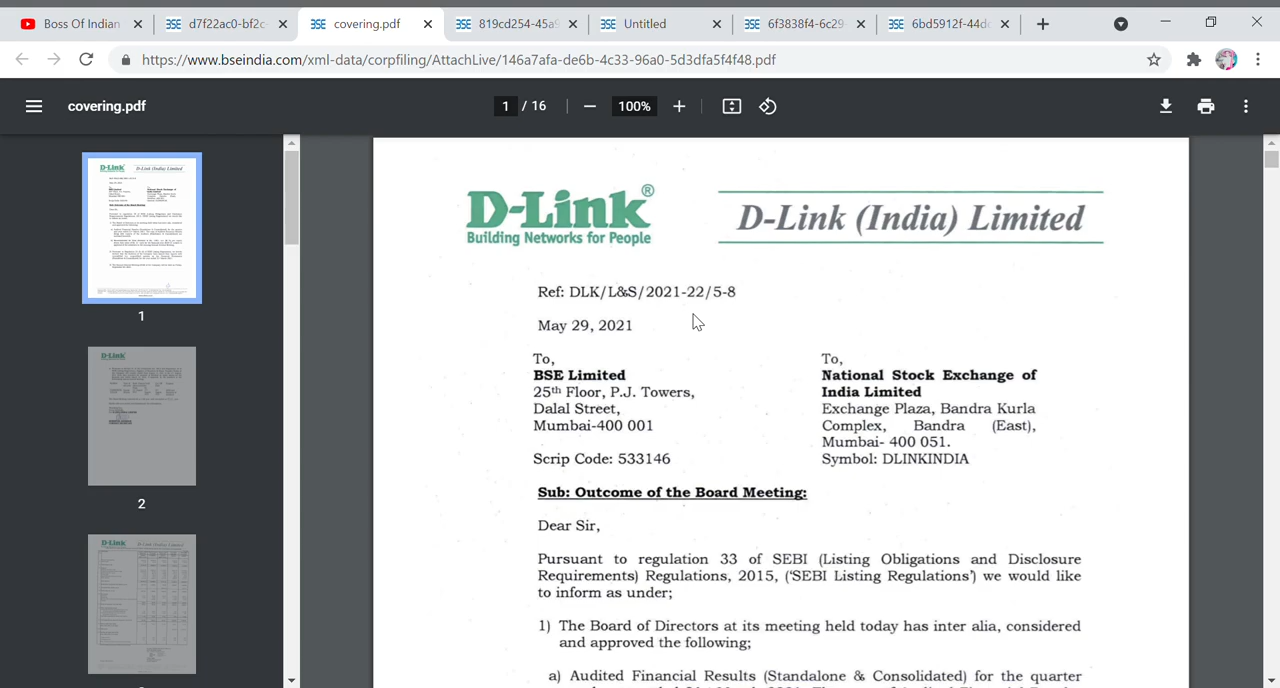 Boss Of Indian
d7f22ac0-bf2c-
covering.pdf
819cd254-45a9
Untitled
6f3838f4-6c29-
6bd5912f-44dc
https://www.bseindia.com/xml-data/corpfiling/AttachLive/146a7afa-de6b-4c33-96a0-5d3dfa5f4f48.pdf
covering.pdf
1 / 16
100%
1
2
D-Link®
Building Networks for People
D-Link (India) Limited
Ref: DLK/L&S/2021-22/5-8
May 29, 2021
To,
BSE Limited
25th Floor, P.J. Towers,
Dalal Street,
Mumbai-400 001
Scrip Code: 533146
To,
National Stock Exchange of
India Limited
Exchange Plaza, Bandra Kurla
Complex, Bandra (East),
Mumbai- 400 051.
Symbol: DLINKINDIA
Sub: Outcome of the Board Meeting:
Dear Sir,
Pursuant to regulation 33 of SEBI (Listing Obligations and Disclosure
Requirements) Regulations, 2015, ('SEBI Listing Regulations') we would like
to inform as under;
1) The Board of Directors at its meeting held today has inter alia, considered
and approved the following;
a) Audited Financial Results (Standalone & Consolidated) for the quarter